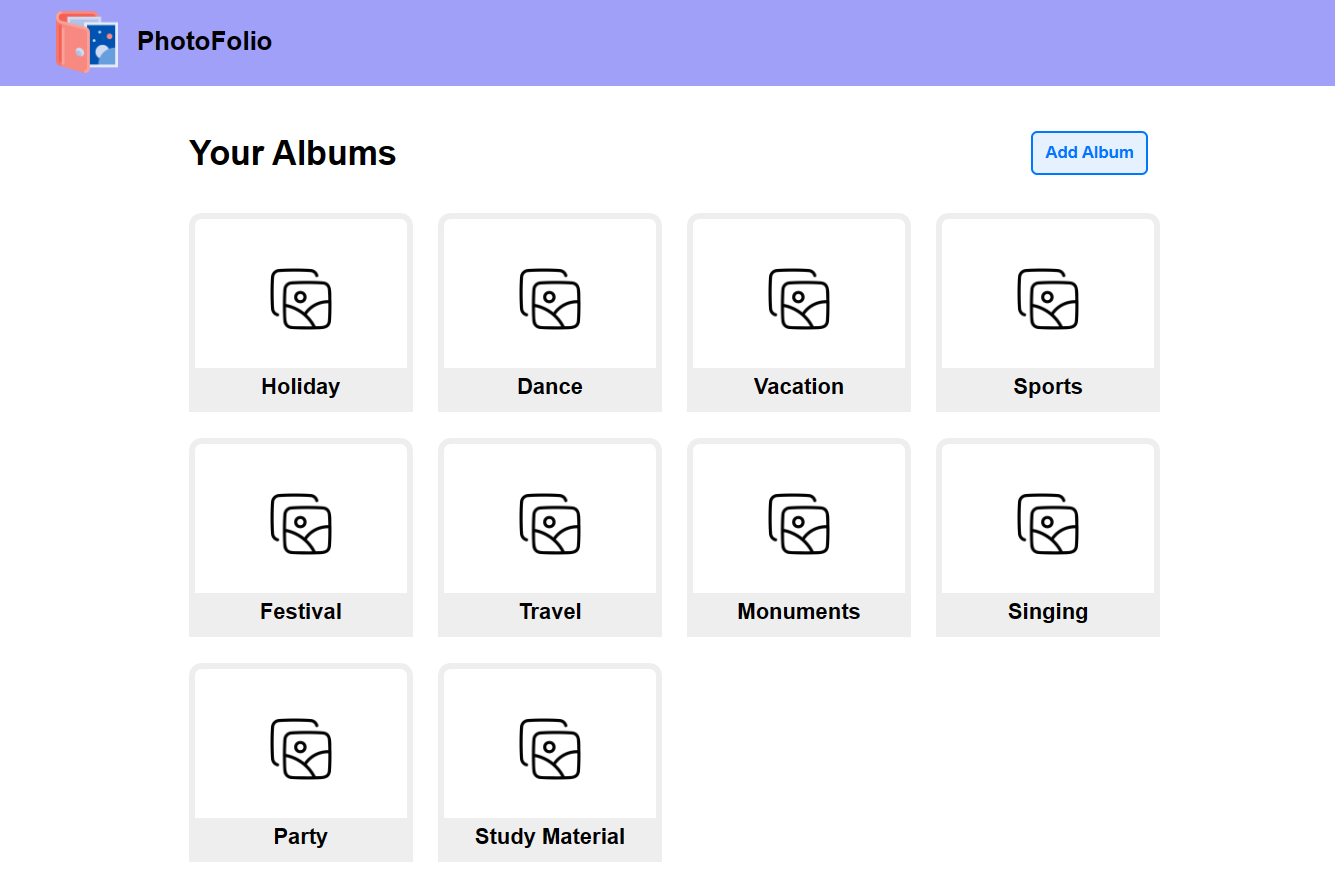 PhotoFolio
Your Albums
Add Album
Holiday
Dance
Vacation
Sports
Festival
Travel
Monuments
Singing
Party
Study Material